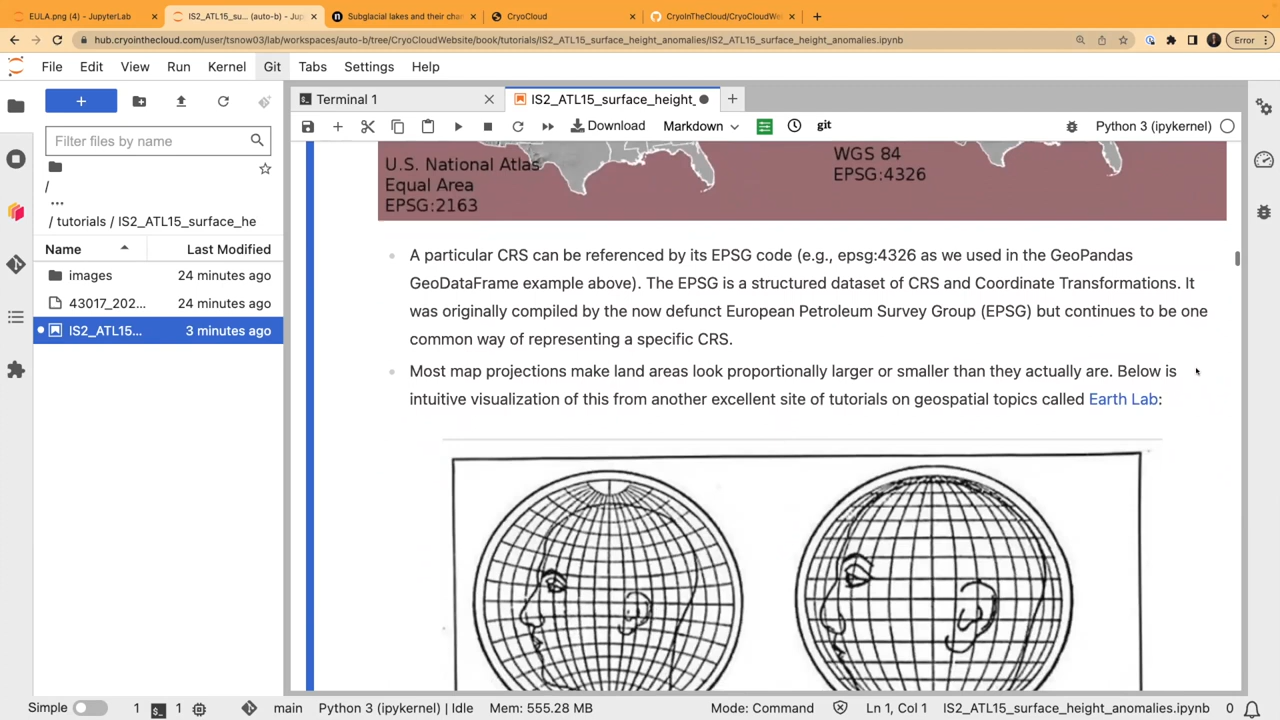 EULA.png (4) - JupyterLab
IS2_ATL15_su... (auto-b) - Jup
Subglacial lakes and their cha
CryoCloud
CryoInTheCloud/CryoCloudWe
hub.cryointhecloud.com/user/tsnow03/lab/workspaces/auto-b/tree/CryoCloudWebsite/book/tutorials/IS2_ATL15_surface_height_anomalies/IS2_ATL15_surface_height_anomalies.ipynb
Error
File Edit View Run Kernel Git Tabs Settings Help
Filter files by name
/
...
/ tutorials / IS2_ATL15_surface_he
Name Last Modified
images 24 minutes ago
43017_202... 24 minutes ago
IS2_ATL15... 3 minutes ago
Terminal 1
IS2_ATL15_surface_height_
Download Markdown git Python 3 (ipykernel)
U.S. National Atlas
Equal Area
EPSG:2163
WGS 84
EPSG:4326
A particular CRS can be referenced by its EPSG code (e.g., epsg:4326 as we used in the GeoPandas
GeoDataFrame example above). The EPSG is a structured dataset of CRS and Coordinate Transformations. It
was originally compiled by the now defunct European Petroleum Survey Group (EPSG) but continues to be one
common way of representing a specific CRS.
Most map projections make land areas look proportionally larger or smaller than they actually are. Below is
intuitive visualization of this from another excellent site of tutorials on geospatial topics called Earth Lab:
Simple 1 1 main Python 3 (ipykernel) | Idle Mem: 555.28 MB Mode: Command Ln 1, Col 1 IS2_ATL15_surface_height_anomalies.ipynb 0